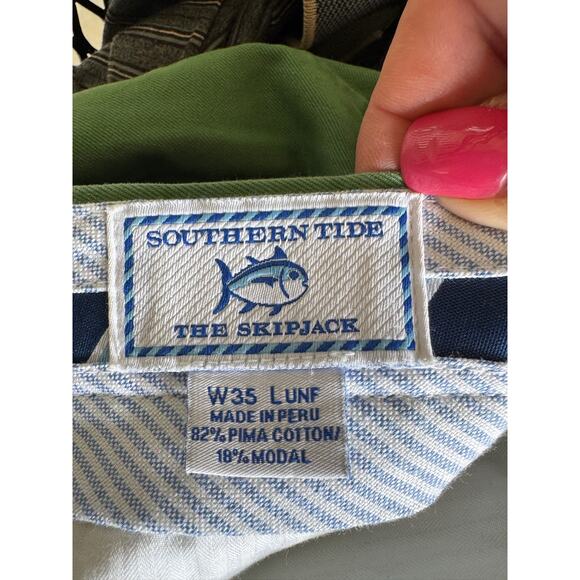 SOUTHERN TIDE
THE SKIPJACK
W35 LUNF
MADE IN PERU
82% PIMA COTTON/
18% MODAL